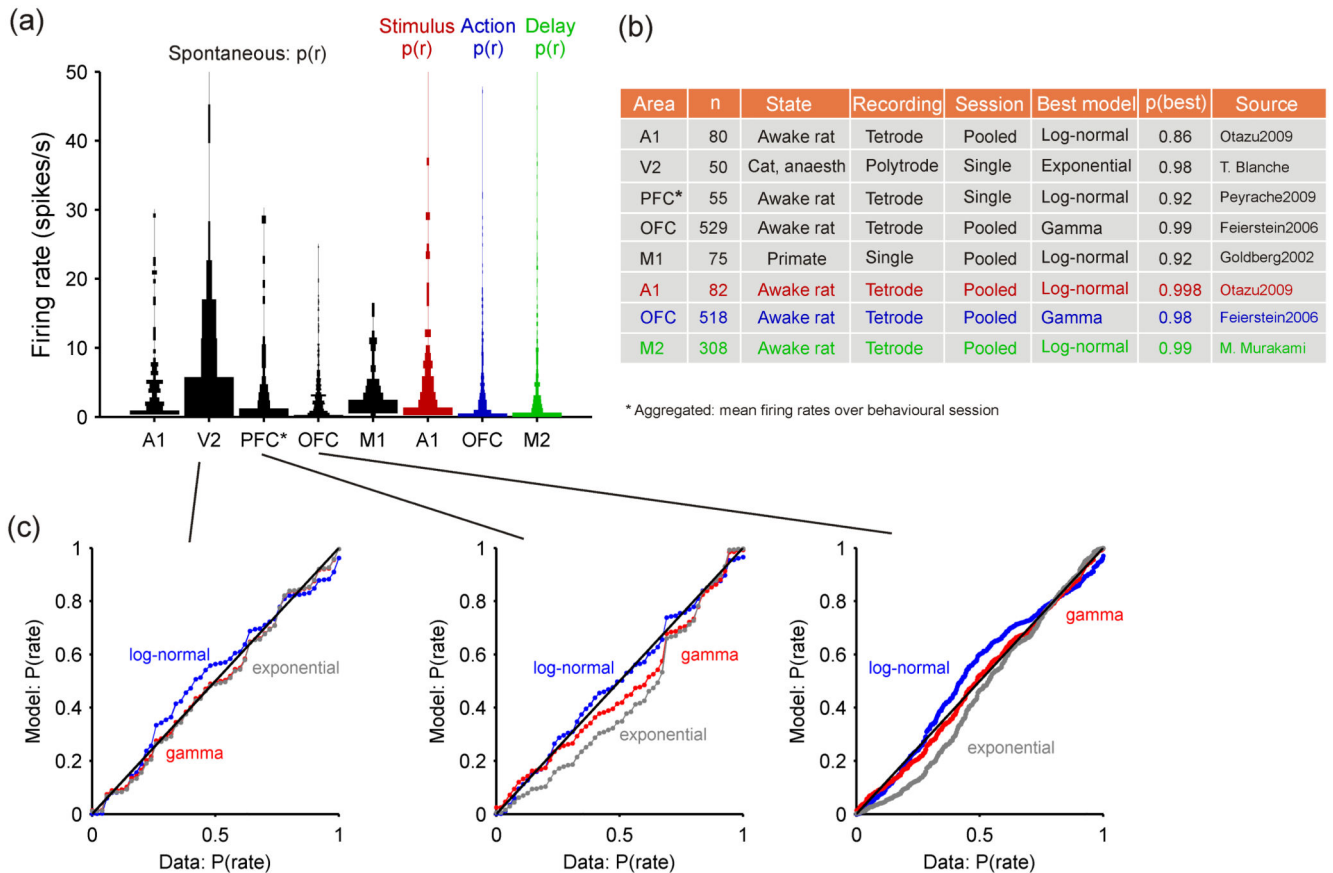 (a)
Spontaneous: p(r)
Stimulus p(r)
Action p(r)
Delay p(r)
Firing rate (spikes/s)
50
40
30
20
10
0
A1 V2 PFC* OFC M1 A1 OFC M2
(b)
Area n State Recording Session Best model p(best) Source
A1 80 Awake rat Tetrode Pooled Log-normal 0.86 Otazu2009
V2 50 Cat, anaesth Polytrode Single Exponential 0.98 T. Blanche
PFC* 55 Awake rat Tetrode Single Log-normal 0.92 Peyrache2009
OFC 529 Awake rat Tetrode Pooled Gamma 0.99 Feierstein2006
M1 75 Primate Single Pooled Log-normal 0.92 Goldberg2002
A1 82 Awake rat Tetrode Pooled Log-normal 0.998 Otazu2009
OFC 518 Awake rat Tetrode Pooled Gamma 0.98 Feierstein2006
M2 308 Awake rat Tetrode Pooled Log-normal 0.99 M. Murakami
* Aggregated: mean firing rates over behavioural session
(c)
Model: P(rate)
1
0.8
0.6
0.4
0.2
0
log-normal
exponential
gamma
0 0.5 1
Data: P(rate)
Model: P(rate)
1
0.8
0.6
0.4
0.2
0
log-normal
gamma
exponential
0 0.5 1
Data: P(rate)
Model: P(rate)
1
0.8
0.6
0.4
0.2
0
gamma
log-normal
exponential
0 0.5 1
Data: P(rate)